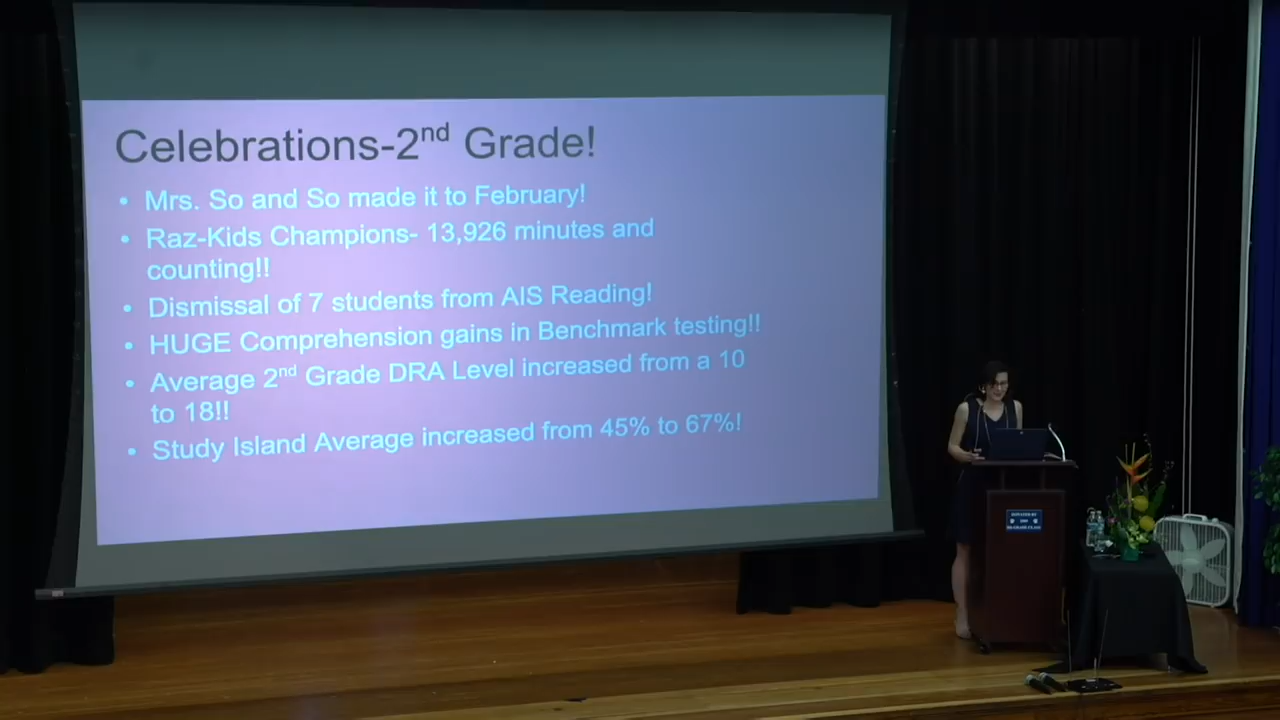 Celebrations-2nd Grade!
• Mrs. So and So made it to February!
• Raz-Kids Champions- 13,926 minutes and
counting!!
• Dismissal of 7 students from AIS Reading!
• HUGE Comprehension gains in Benchmark testing!!
• Average 2nd Grade DRA Level increased from a 10
to 18!!
• Study Island Average increased from 45% to 67%!
DONATED BY